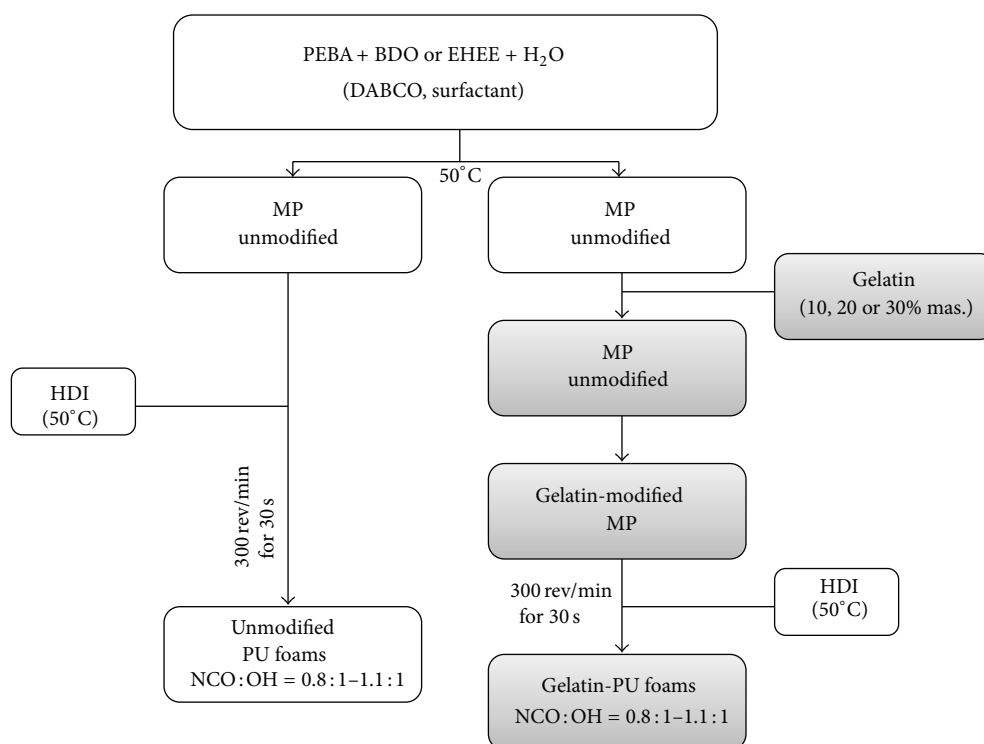 PEBA + BDO or EHEE + H₂O
(DABCO, surfactant)
50°C
MP
unmodified
MP
unmodified
Gelatin
(10, 20 or 30% mas.)
MP
unmodified
HDI
(50°C)
300 rev/min
for 30 s
Gelatin-modified
MP
300 rev/min
for 30 s
HDI
(50°C)
Unmodified
PU foams
NCO : OH = 0.8 : 1–1.1 : 1
Gelatin-PU foams
NCO : OH = 0.8 : 1–1.1 : 1